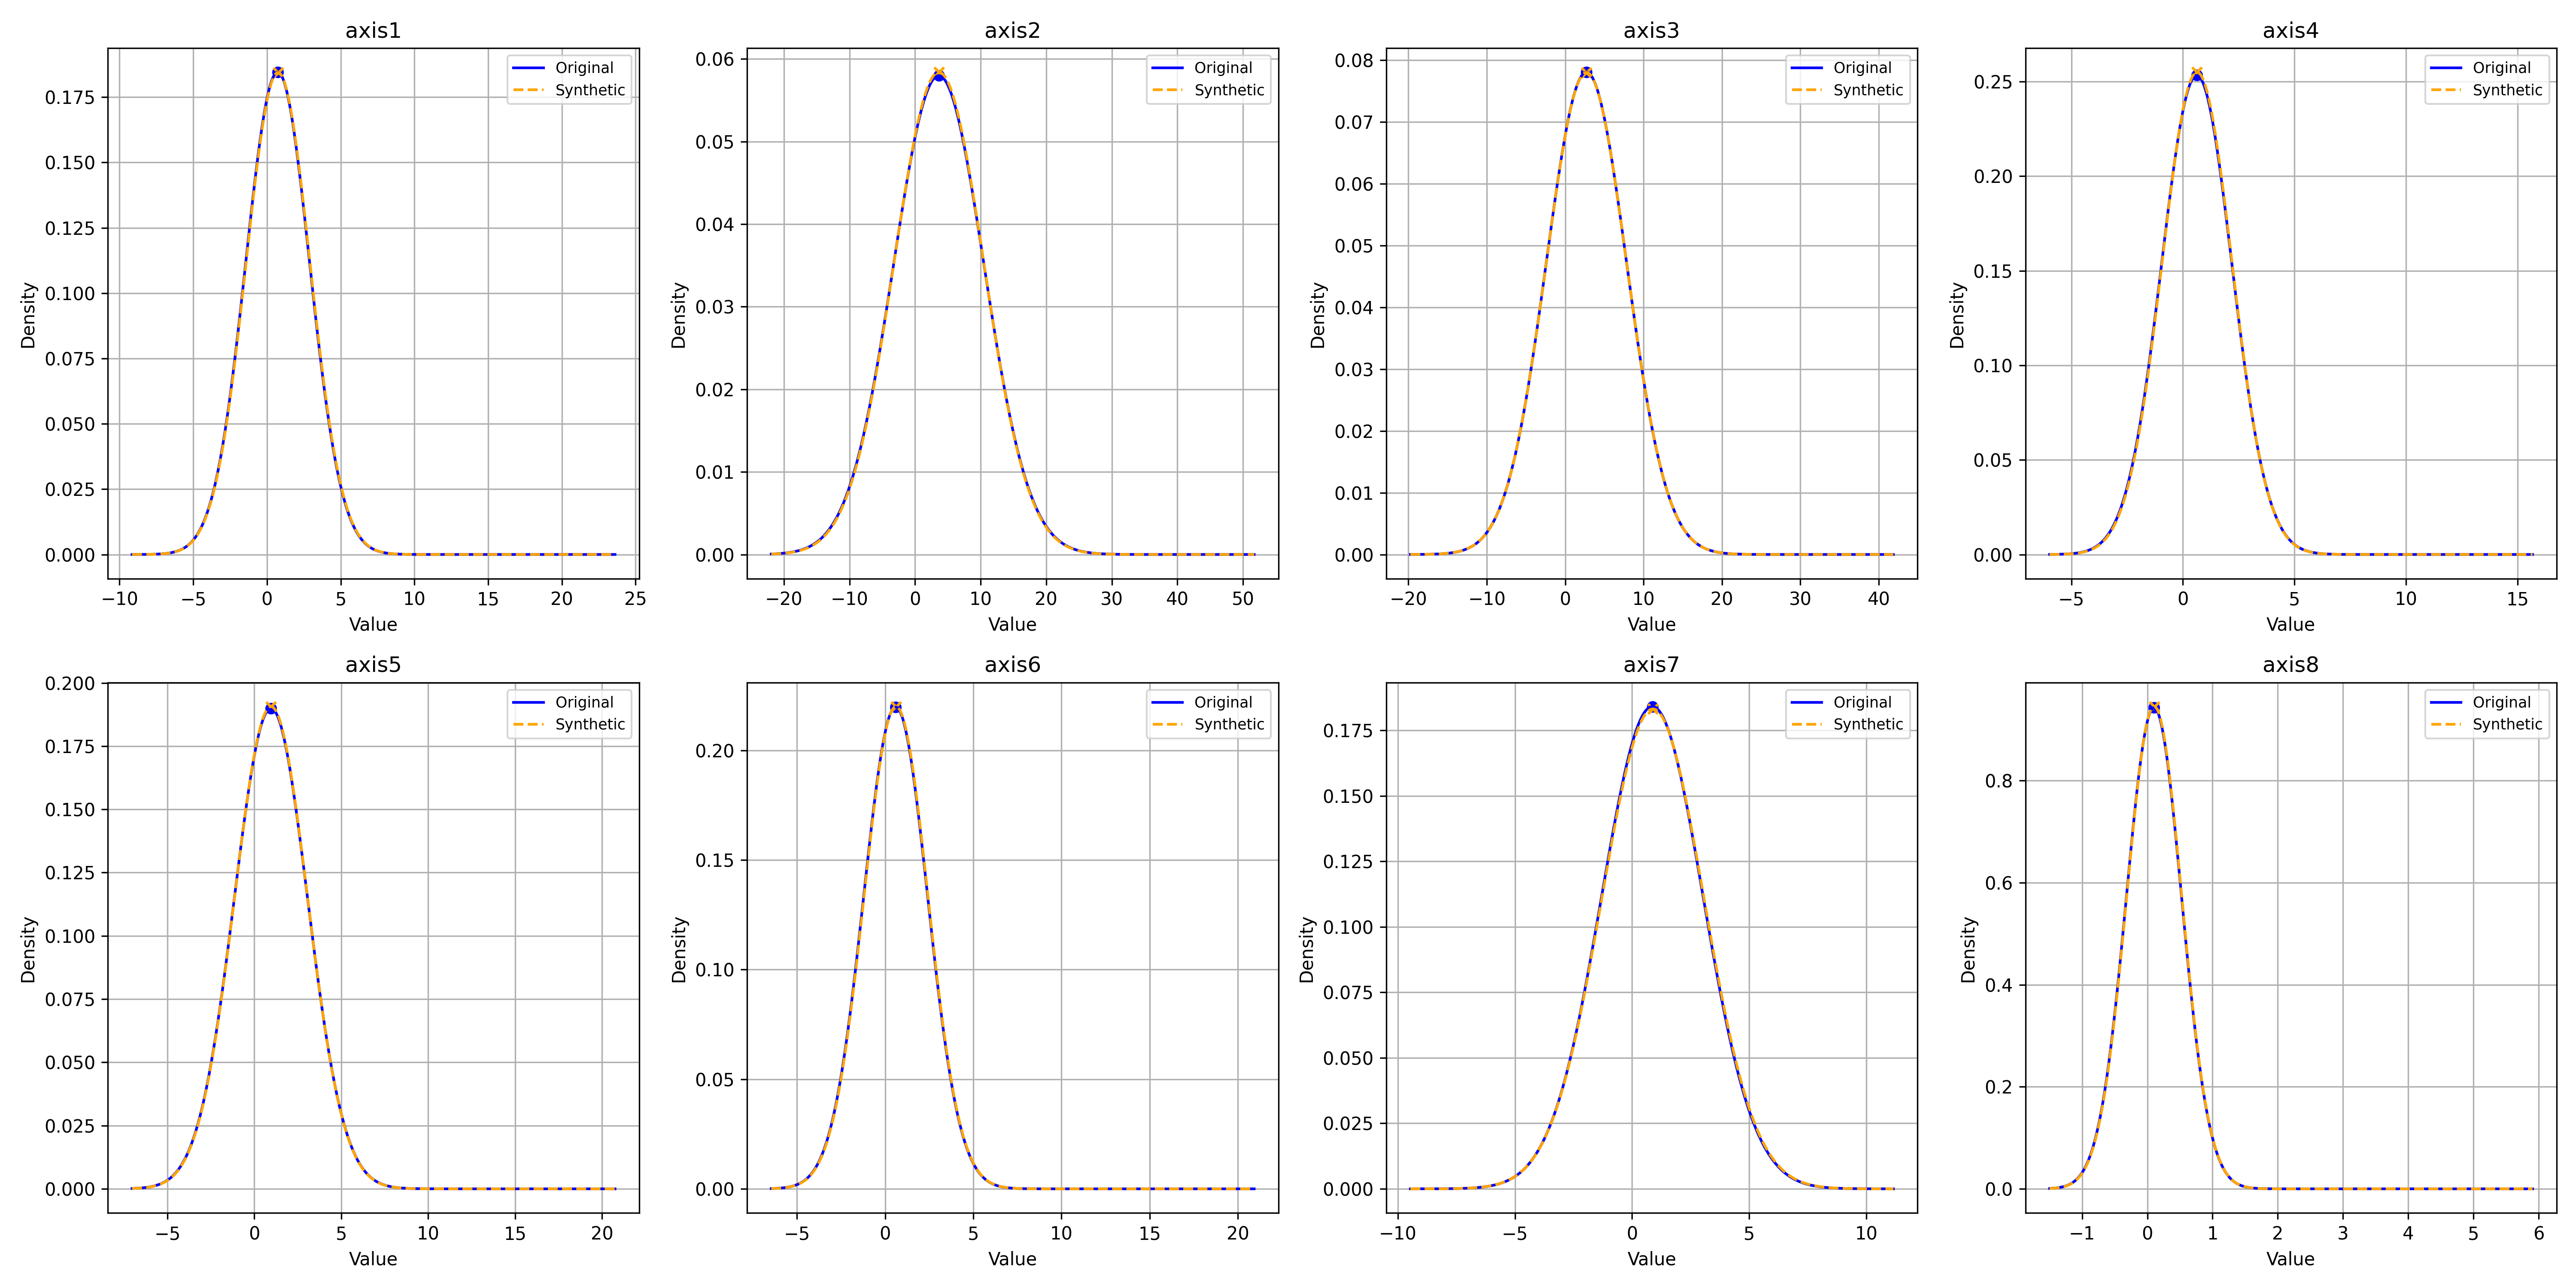 axis1
Density
0.175
0.150
0.125
0.100
0.075
0.050
0.025
0.000
−10 −5 0 5 10 15 20 25
Value
Original
Synthetic
axis2
Density
0.06
0.05
0.04
0.03
0.02
0.01
0.00
−20 −10 0 10 20 30 40 50
Value
Original
Synthetic
axis3
Density
0.08
0.07
0.06
0.05
0.04
0.03
0.02
0.01
0.00
−20 −10 0 10 20 30 40
Value
Original
Synthetic
axis4
Density
0.25
0.20
0.15
0.10
0.05
0.00
−5 0 5 10 15
Value
Original
Synthetic
axis5
Density
0.200
0.175
0.150
0.125
0.100
0.075
0.050
0.025
0.000
−5 0 5 10 15 20
Value
Original
Synthetic
axis6
Density
0.20
0.15
0.10
0.05
0.00
−5 0 5 10 15 20
Value
Original
Synthetic
axis7
Density
0.175
0.150
0.125
0.100
0.075
0.050
0.025
0.000
−10 −5 0 5 10
Value
Original
Synthetic
axis8
Density
0.8
0.6
0.4
0.2
0.0
−1 0 1 2 3 4 5 6
Value
Original
Synthetic